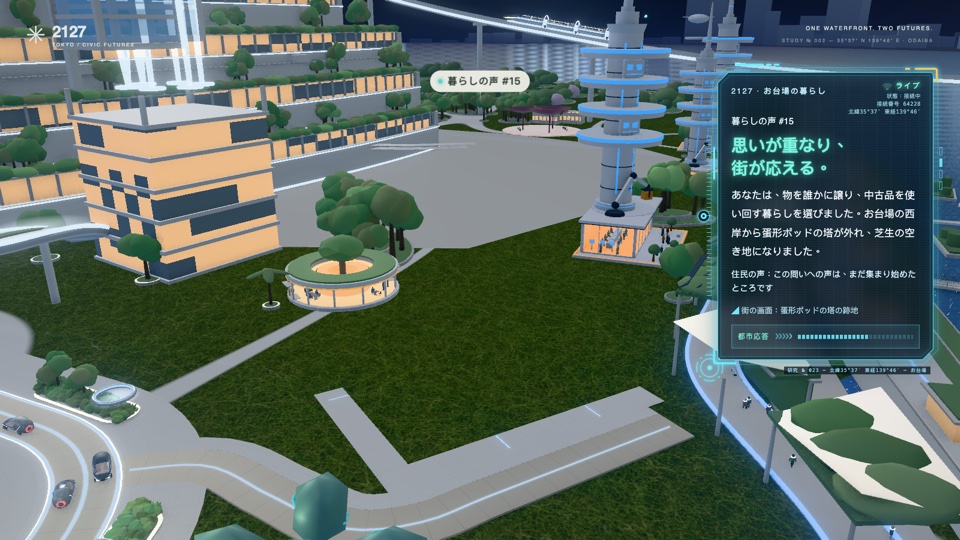 2127
TOKYO / CIVIC FUTURES
ONE WATERFRONT. TWO FUTURES.
暮らしの声 #15
2127 · お台場の暮らし
ライブ
状態：接続中
接続番号 64228
北緯35°37′ 東経139°46′
暮らしの声 #15
思いが重なり、
街が応える。
あなたは、物を誰かに譲り、中古品を使
い回す暮らしを選びました。お台場の西
岸から蛋形ポッドの塔が外れ、芝生の空
き地になりました。
住民の声：この問いへの声は、まだ集まり始めた
ところです
街の画面：蛋形ポッドの塔の跡地
都市応答